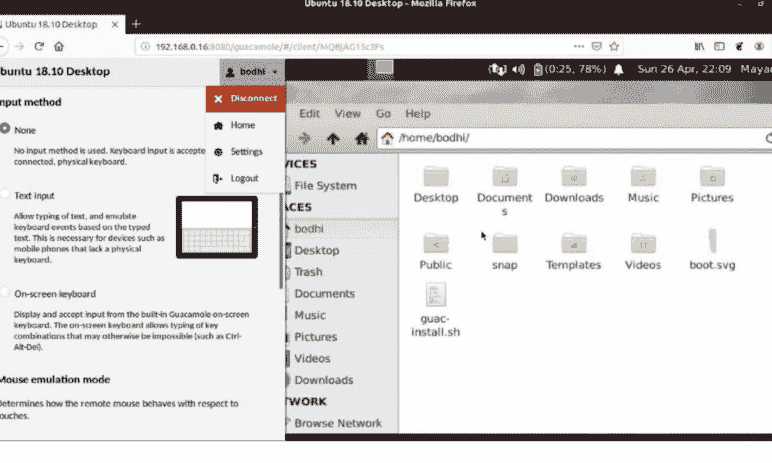 Ubuntu 18.10 Desktop - Mozilla Firefox
Ubuntu 18.10 Desktop
192.168.0.16:8080/guacamole/#/client/
buntu 18.10 Desktop
bodhi
(0:25, 78%)
Sun 26 Apr, 22:09
Maya
Disconnect
Home
Settings
Logout
nput method
None
No input method is used. Keyboard input is accepte
connected, physical keyboard.
Text input
Allow typing of text, and emulate
keyboard events based on the typed
text. This is necessary for devices such as
mobile phones that lack a physical
keyboard.
On-screen keyboard
Display and accept input from the built-in Guacamole on-screen
keyboard. The on-screen keyboard allows typing of key
combinations that may otherwise be impossible (such as Ctrl-
Alt-Del).
Mouse emulation mode
Determines how the remote mouse behaves with respect to
ouches.
Edit View Go Help
/home/bodhi/
VICES
File System
ACES
bodhi
Desktop
Trash
Documents
Music
Pictures
Videos
Downloads
TWORK
Browse Network
Desktop
Document
s
Downloads
Music
Pictures
Public
snap
Templates
Videos
boot.svg
guac-
install.sh